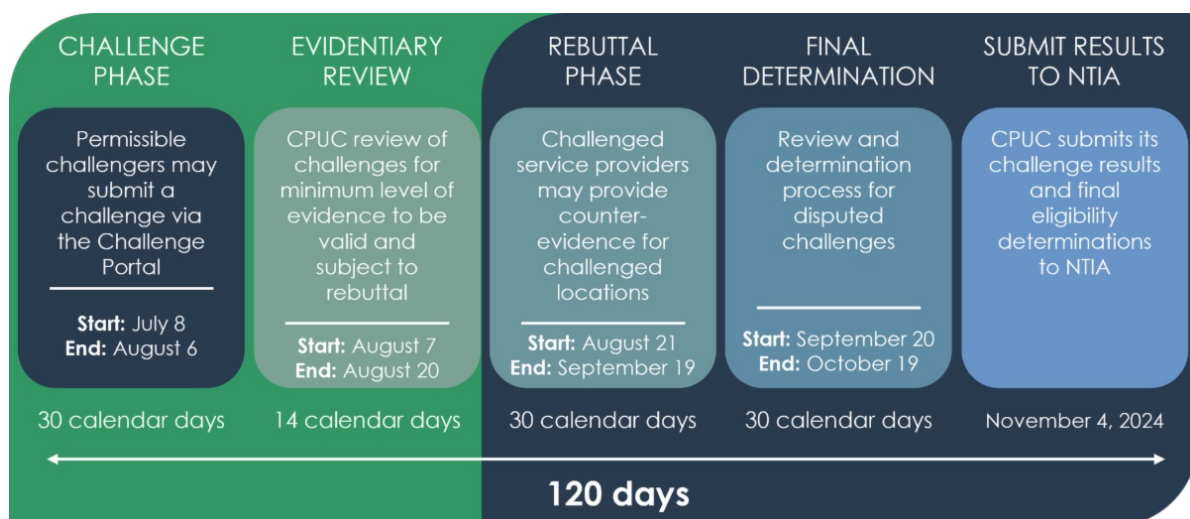 CHALLENGE
PHASE
Permissible
challengers may
submit a
challenge via
the Challenge
Portal
Start: July 8
End: August 6
30 calendar days
EVIDENTIARY
REVIEW
CPUC review of
challenges for
minimum level of
evidence to be
valid and
subject to
rebuttal
Start: August 7
End: August 20
14 calendar days
REBUTTAL
PHASE
Challenged
service providers
may provide
counter-
evidence for
challenged
locations
Start: August 21
End: September 19
30 calendar days
FINAL
DETERMINATION
Review and
determination
process for
disputed
challenges
Start: September 20
End: October 19
30 calendar days
SUBMIT RESULTS
TO NTIA
CPUC submits its
challenge results
and final
eligibility
determinations
to NTIA
November 4, 2024
120 days